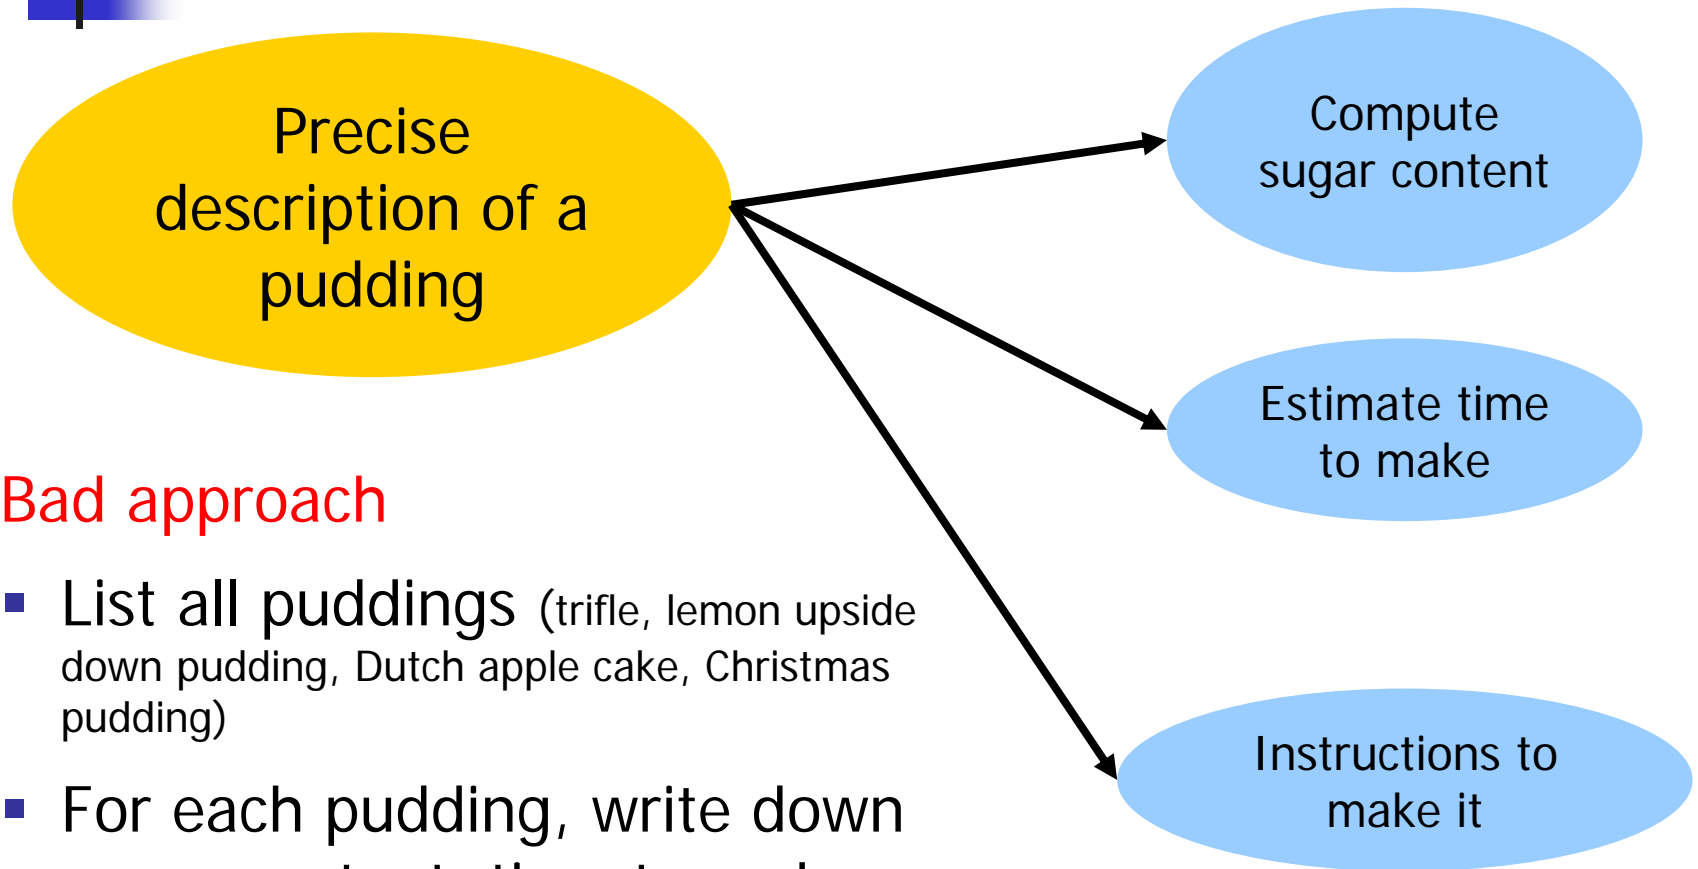 Precise
description of a
pudding
Compute
sugar content
Estimate time
to make
Instructions to
make it
Bad approach
List all puddings (trifle, lemon upside
down pudding, Dutch apple cake, Christmas
pudding)
For each pudding, write down